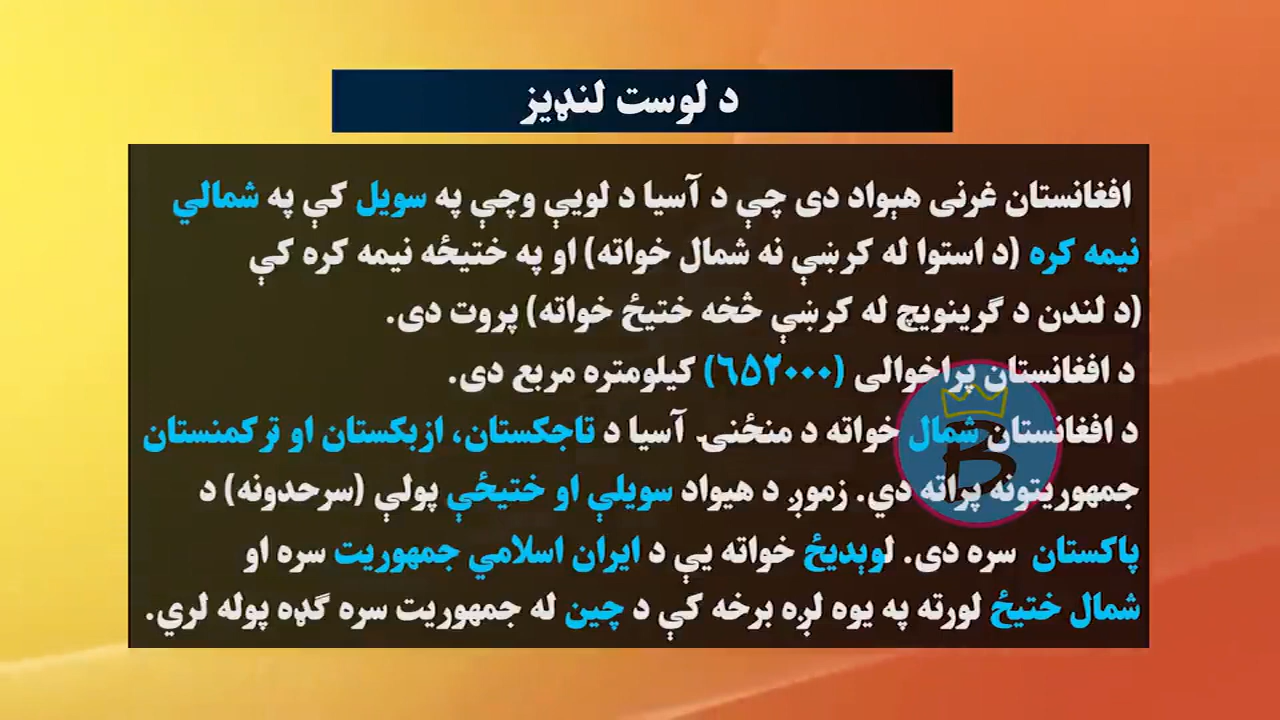 د لوست لنډیز
افغانستان غرنی هېواد دی چې د آسیا د لویې وچې په سویل کې په شمالي
نیمه کره (د استوا له کرښې نه شمال خواته) او په ختیځه نیمه کره کې
(د لندن د گرینویچ له کرښې څخه ختیځ خواته) پروت دی.
د افغانستان پراخوالی (۶۵۲۰۰۰) کیلومتره مربع دی.
د افغانستان شمال خواته د منځنۍ آسیا د تاجکستان، ازبکستان او ترکمنستان
جمهوریتونه پراته دي. زموږ د هیواد سویلې او ختیځې پولې (سرحدونه) د
پاکستان سره دی. لوېدیځ خواته یې د ایران اسلامي جمهوریت سره او
شمال ختیځ لورته په یوه لږه برخه کې د چین له جمهوریت سره گډه پوله لري.
B